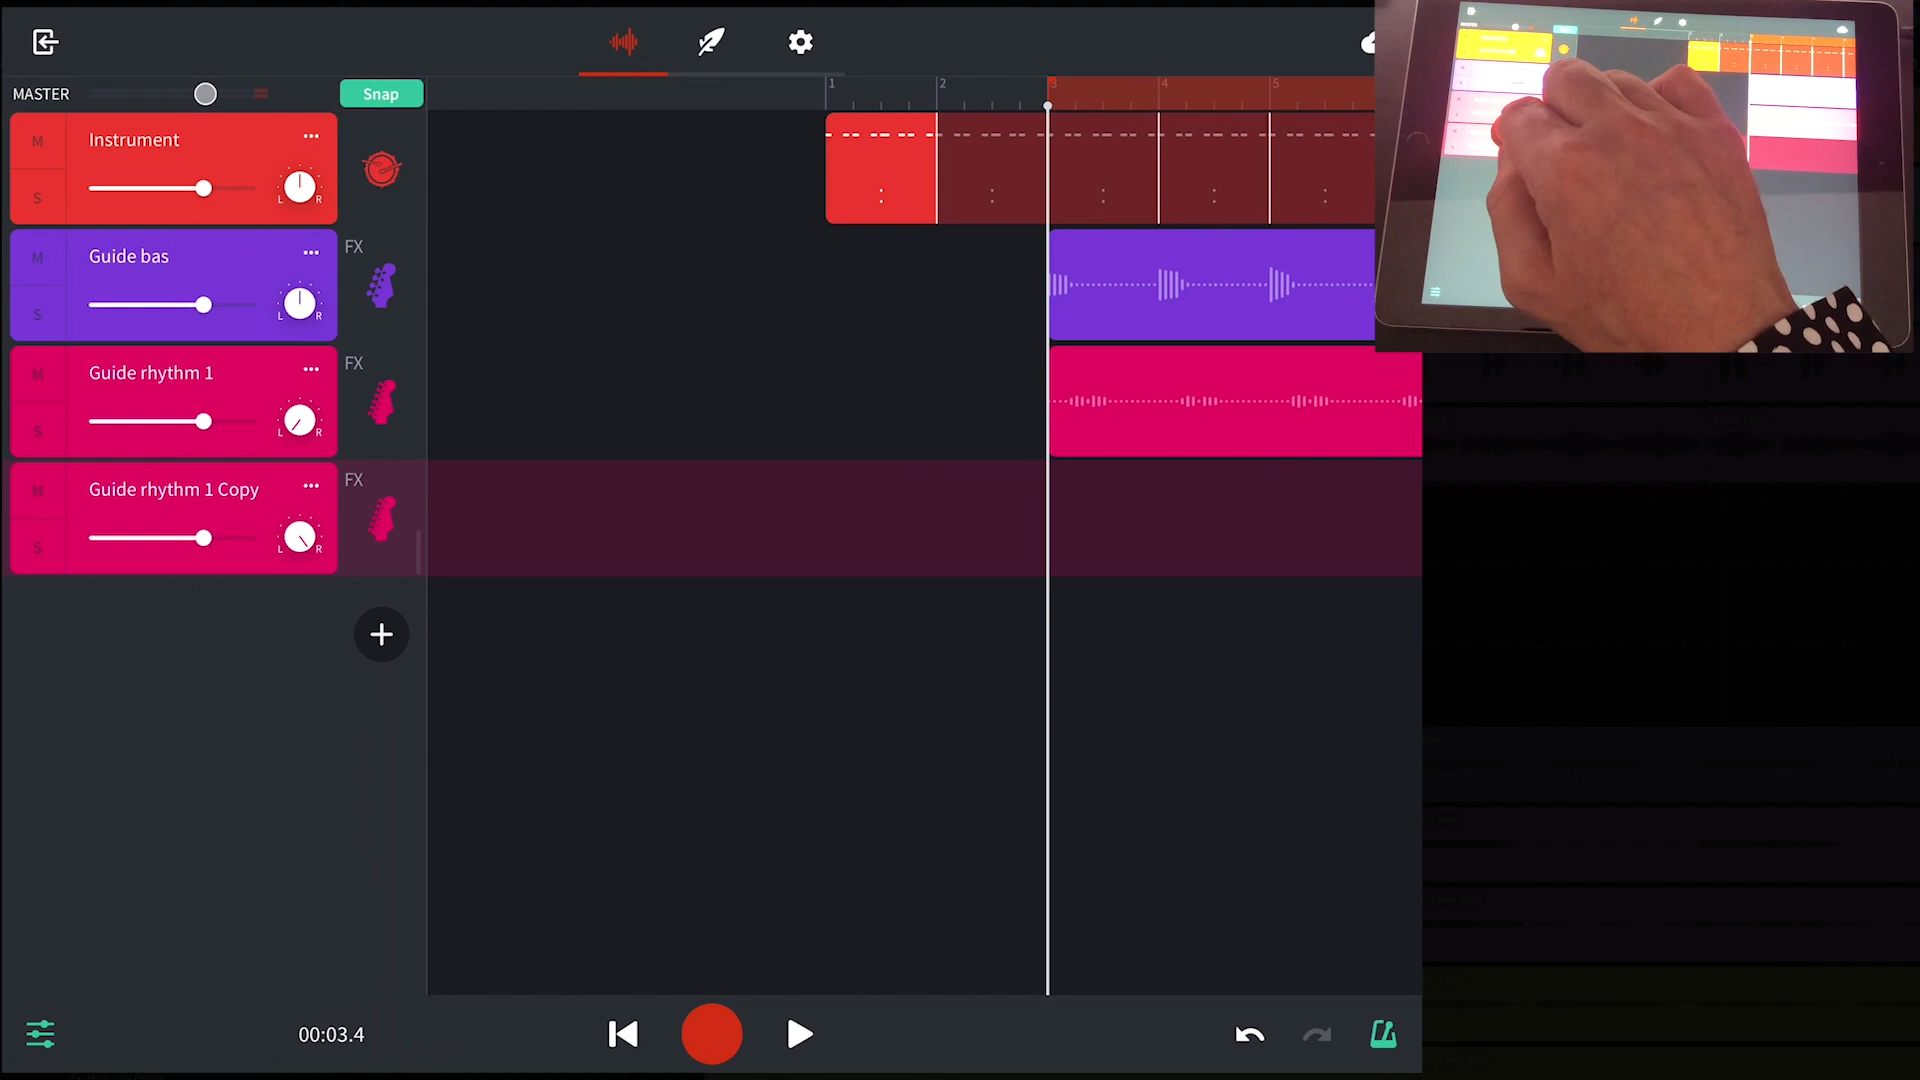 MASTER
Snap
1
2
3
4
5
M
Instrument
S
L
R
M
Guide bas
FX
S
L
R
M
Guide rhythm 1
FX
S
L
R
M
Guide rhythm 1 Copy
FX
S
L
R
00:03.4